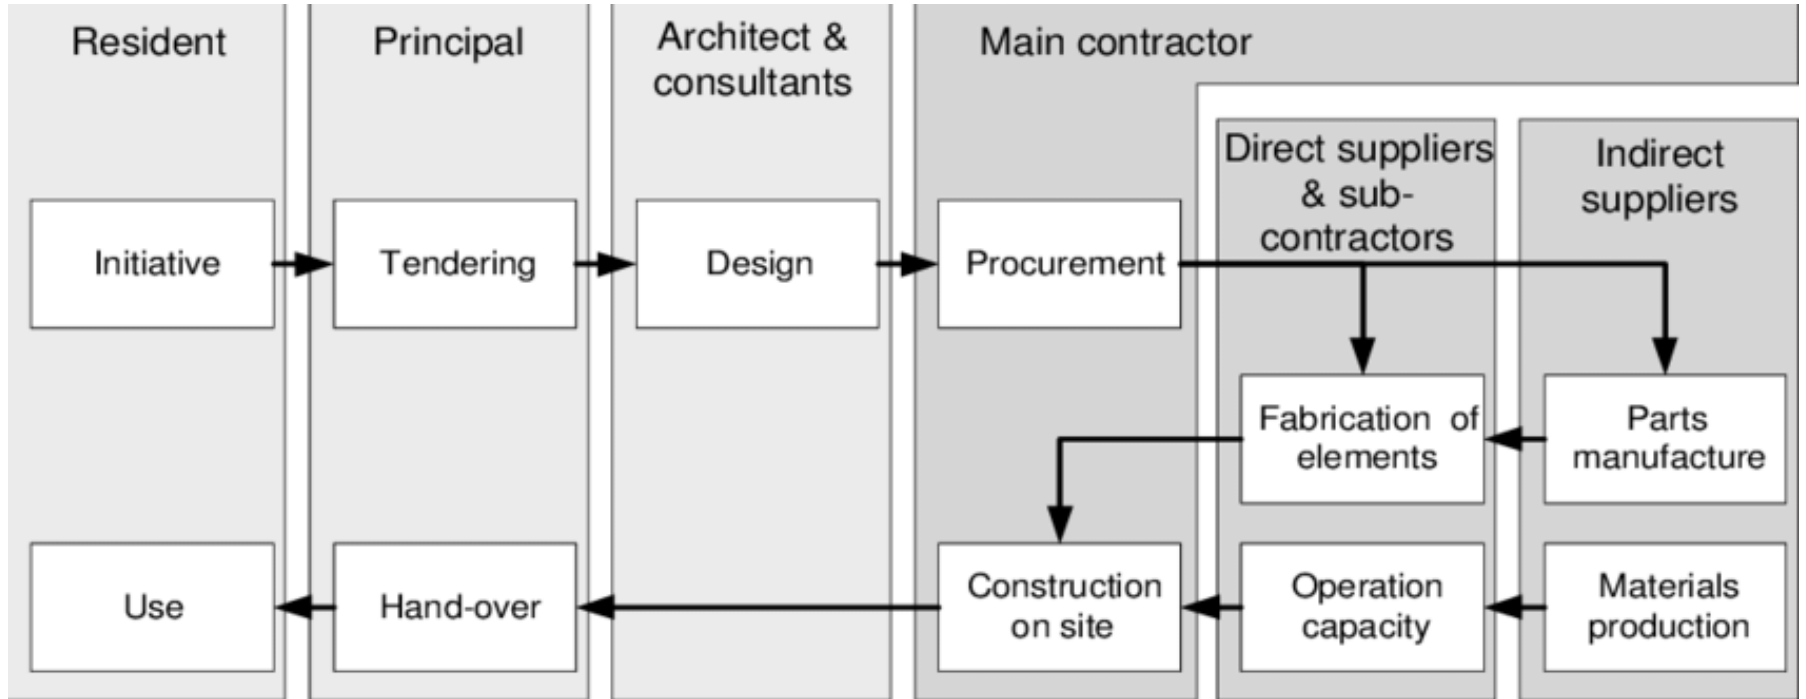 Resident
Principal
Architect &
consultants
Main contractor
Direct suppliers
& sub-
contractors
Indirect
suppliers
Initiative
Tendering
Design
Procurement
Fabrication of
elements
Parts
manufacture
Use
Hand-over
Construction
on site
Operation
capacity
Materials
production